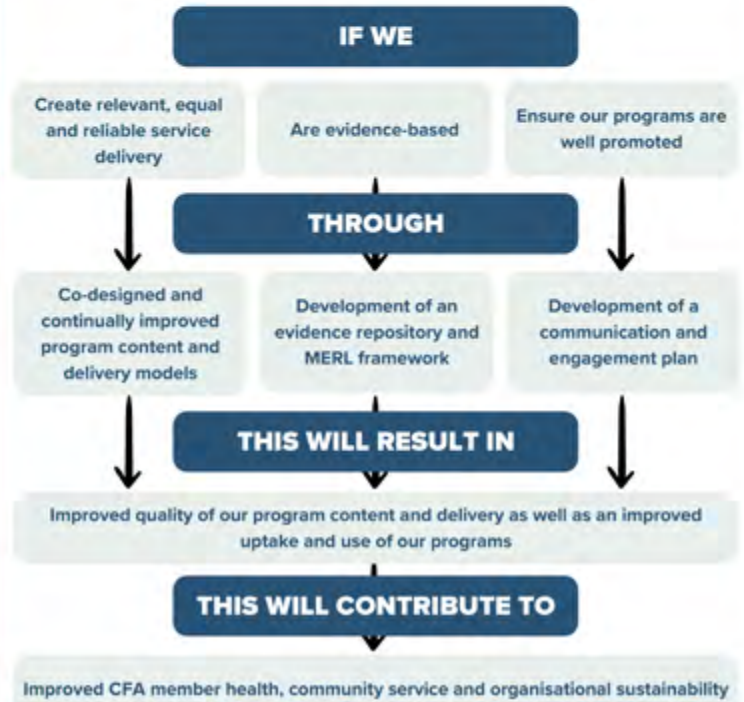 IF WE
Create relevant, equal
and reliable service
delivery
Are evidence-based
Ensure our programs are
well promoted
THROUGH
Co-designed and
continually improved
program content and
delivery models
Development of an
evidence repository and
MERL framework
Development of a
communication and
engagement plan
THIS WILL RESULT IN
Improved quality of our program content and delivery as well as an improved
uptake and use of our programs
THIS WILL CONTRIBUTE TO
Improved CFA member health, community service and organisational sustainability